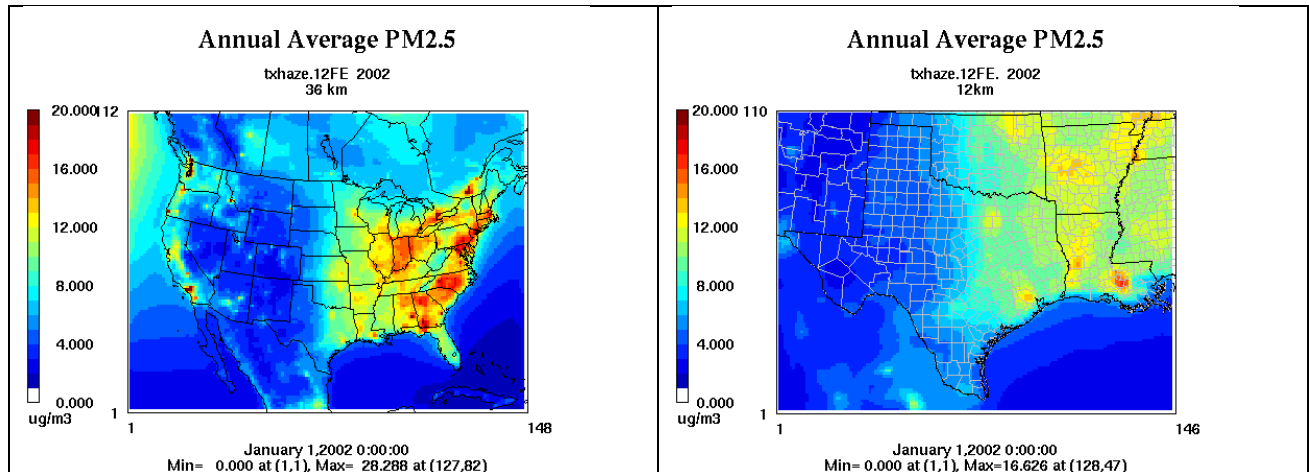 Annual Average PM2.5
txhaze.12FE 2002
36 km
20.000
16.000
12.000
8.000
4.000
0.000
ug/m3
112
1
1
148
January 1,2002 0:00:00
Min= 0.000 at (1,1), Max= 28.288 at (127,82)
Annual Average PM2.5
txhaze.12FE. 2002
12km
20.000
16.000
12.000
8.000
4.000
0.000
ug/m3
110
1
1
146
January 1,2002 0:00:00
Min= 0.000 at (1,1), Max=16.626 at (128,47)